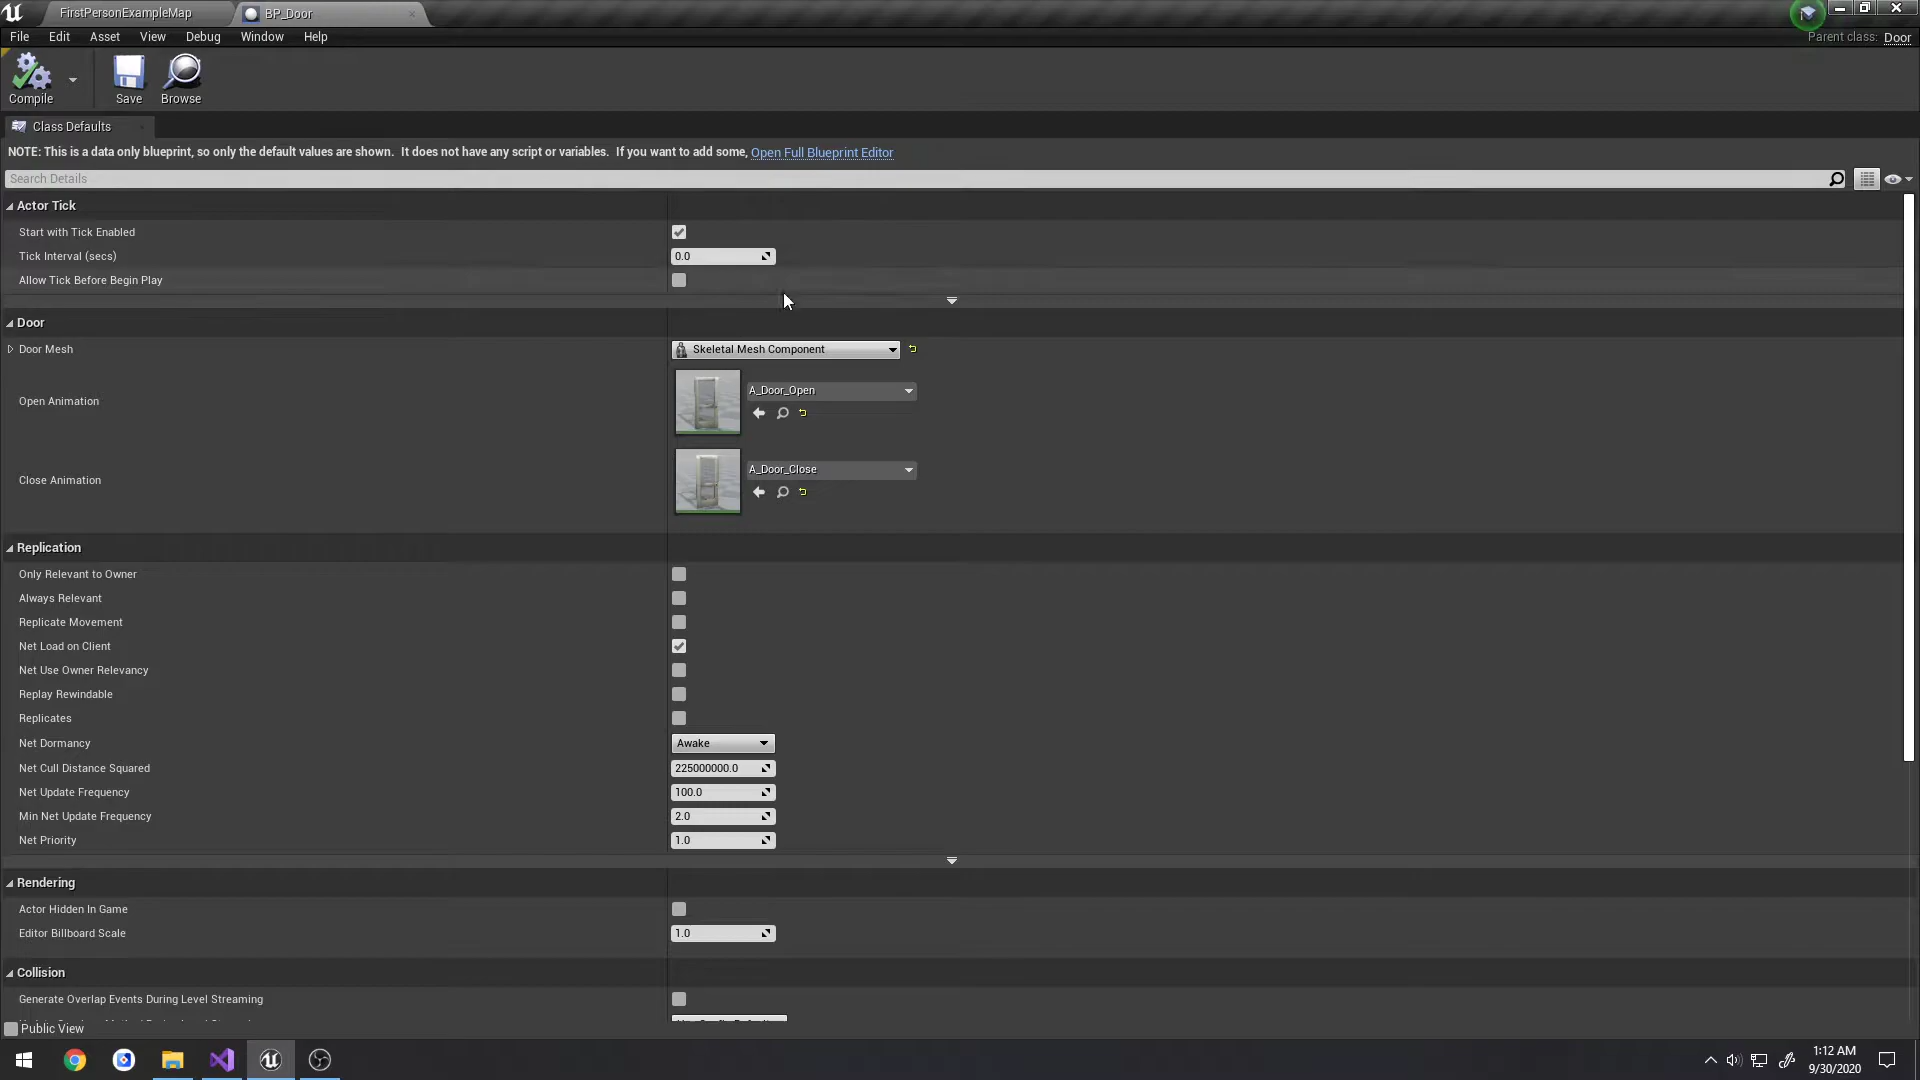 FirstPersonExampleMap
BP_Door
File Edit Asset View Debug Window Help
Parent class: Door
Compile Save Browse
Class Defaults
NOTE: This is a data only blueprint, so only the default values are shown. It does not have any script or variables. If you want to add some, Open Full Blueprint Editor
Search Details
Actor Tick
Start with Tick Enabled
Tick Interval (secs) 0.0
Allow Tick Before Begin Play
Door
Door Mesh Skeletal Mesh Component
A_Door_Open
Open Animation
A_Door_Close
Close Animation
Replication
Only Relevant to Owner
Always Relevant
Replicate Movement
Net Load on Client
Net Use Owner Relevancy
Replay Rewindable
Replicates
Net Dormancy Awake
Net Cull Distance Squared 225000000.0
Net Update Frequency 100.0
Min Net Update Frequency 2.0
Net Priority 1.0
Rendering
Actor Hidden In Game
Editor Billboard Scale 1.0
Collision
Generate Overlap Events During Level Streaming
Public View
1:12 AM
9/30/2020